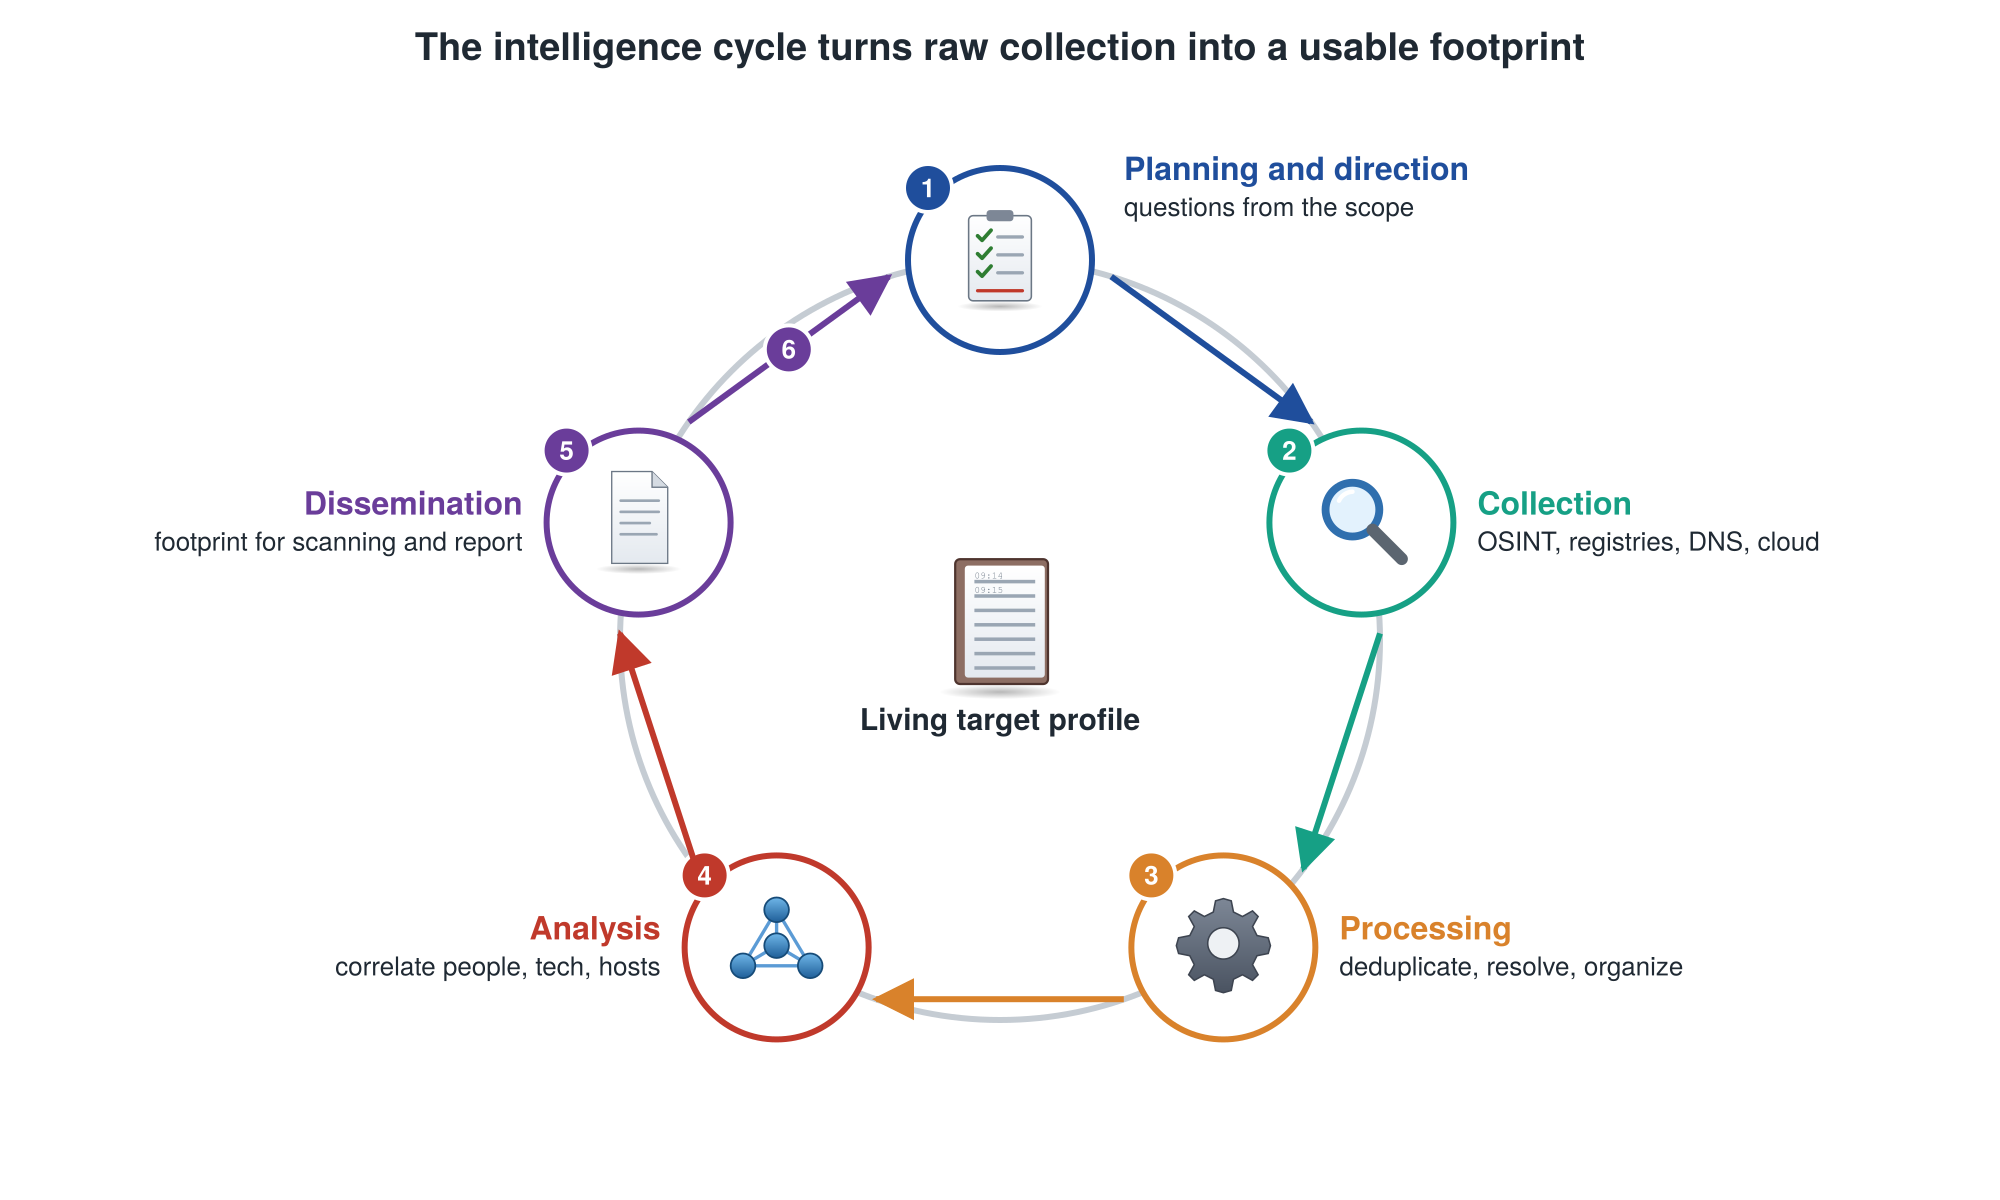 The intelligence cycle turns raw collection into a usable footprint
1
Planning and direction
questions from the scope
6
2
Collection
OSINT, registries, DNS, cloud
5
Dissemination
footprint for scanning and report
09:14
09:15
Living target profile
4
Analysis
correlate people, tech, hosts
3
Processing
deduplicate, resolve, organize